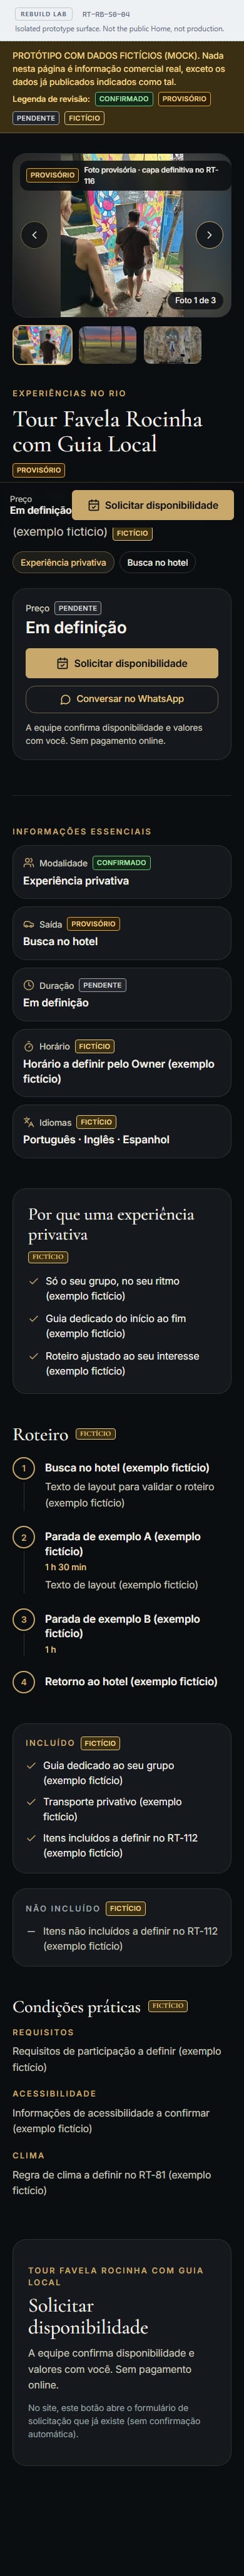 REBUILD LAB RT-RB-50-04
Isolated prototype surface. Not the public Home, not production.
PROTÓTIPO COM DADOS FICTÍCIOS (MOCK). Nada
nesta página é informação comercial real, exceto os
dados já publicados indicados como tal.
Legenda de revisão: CONFIRMADO PROVISÓRIO
PENDENTE FICTÍCIO
PROVISÓRIO Foto provisória · capa definitiva no RT-
116
Foto 1 de 3
EXPERIÊNCIAS NO RIO
Tour Favela Rocinha
com Guia Local
PROVISÓRIO
Preço
Em definição
Solicitar disponibilidade
(exemplo fictício) FICTÍCIO
Experiência privativa Busca no hotel
Preço PENDENTE
Em definição
Solicitar disponibilidade
Conversar no WhatsApp
A equipe confirma disponibilidade e valores
com você. Sem pagamento online.
INFORMAÇÕES ESSENCIAIS
Modalidade CONFIRMADO
Experiência privativa
Saída PROVISÓRIO
Busca no hotel
Duração PENDENTE
Em definição
Horário FICTÍCIO
Horário a definir pelo Owner (exemplo
fictício)
Idiomas FICTÍCIO
Português · Inglês · Espanhol
Por que uma experiência
privativa
FICTÍCIO
Só o seu grupo, no seu ritmo
(exemplo fictício)
Guia dedicado do início ao fim
(exemplo fictício)
Roteiro ajustado ao seu interesse
(exemplo fictício)
Roteiro FICTÍCIO
1 Busca no hotel (exemplo fictício)
Texto de layout para validar o roteiro
(exemplo fictício)
2 Parada de exemplo A (exemplo
fictício)
1 h 30 min
Texto de layout (exemplo fictício)
3 Parada de exemplo B (exemplo
fictício)
1 h
4 Retorno ao hotel (exemplo fictício)
INCLUÍDO FICTÍCIO
Guia dedicado ao seu grupo
(exemplo fictício)
Transporte privativo (exemplo
fictício)
Itens incluídos a definir no RT-112
(exemplo fictício)
NÃO INCLUÍDO FICTÍCIO
Itens não incluídos a definir no RT-112
(exemplo fictício)
Condições práticas FICTÍCIO
REQUISITOS
Requisitos de participação a definir (exemplo
fictício)
ACESSIBILIDADE
Informações de acessibilidade a confirmar
(exemplo fictício)
CLIMA
Regra de clima a definir no RT-81 (exemplo
fictício)
TOUR FAVELA ROCINHA COM GUIA
LOCAL
Solicitar
disponibilidade
A equipe confirma disponibilidade e
valores com você. Sem pagamento
online.
No site, este botão abre o formulário de
solicitação que já existe (sem confirmação
automática).